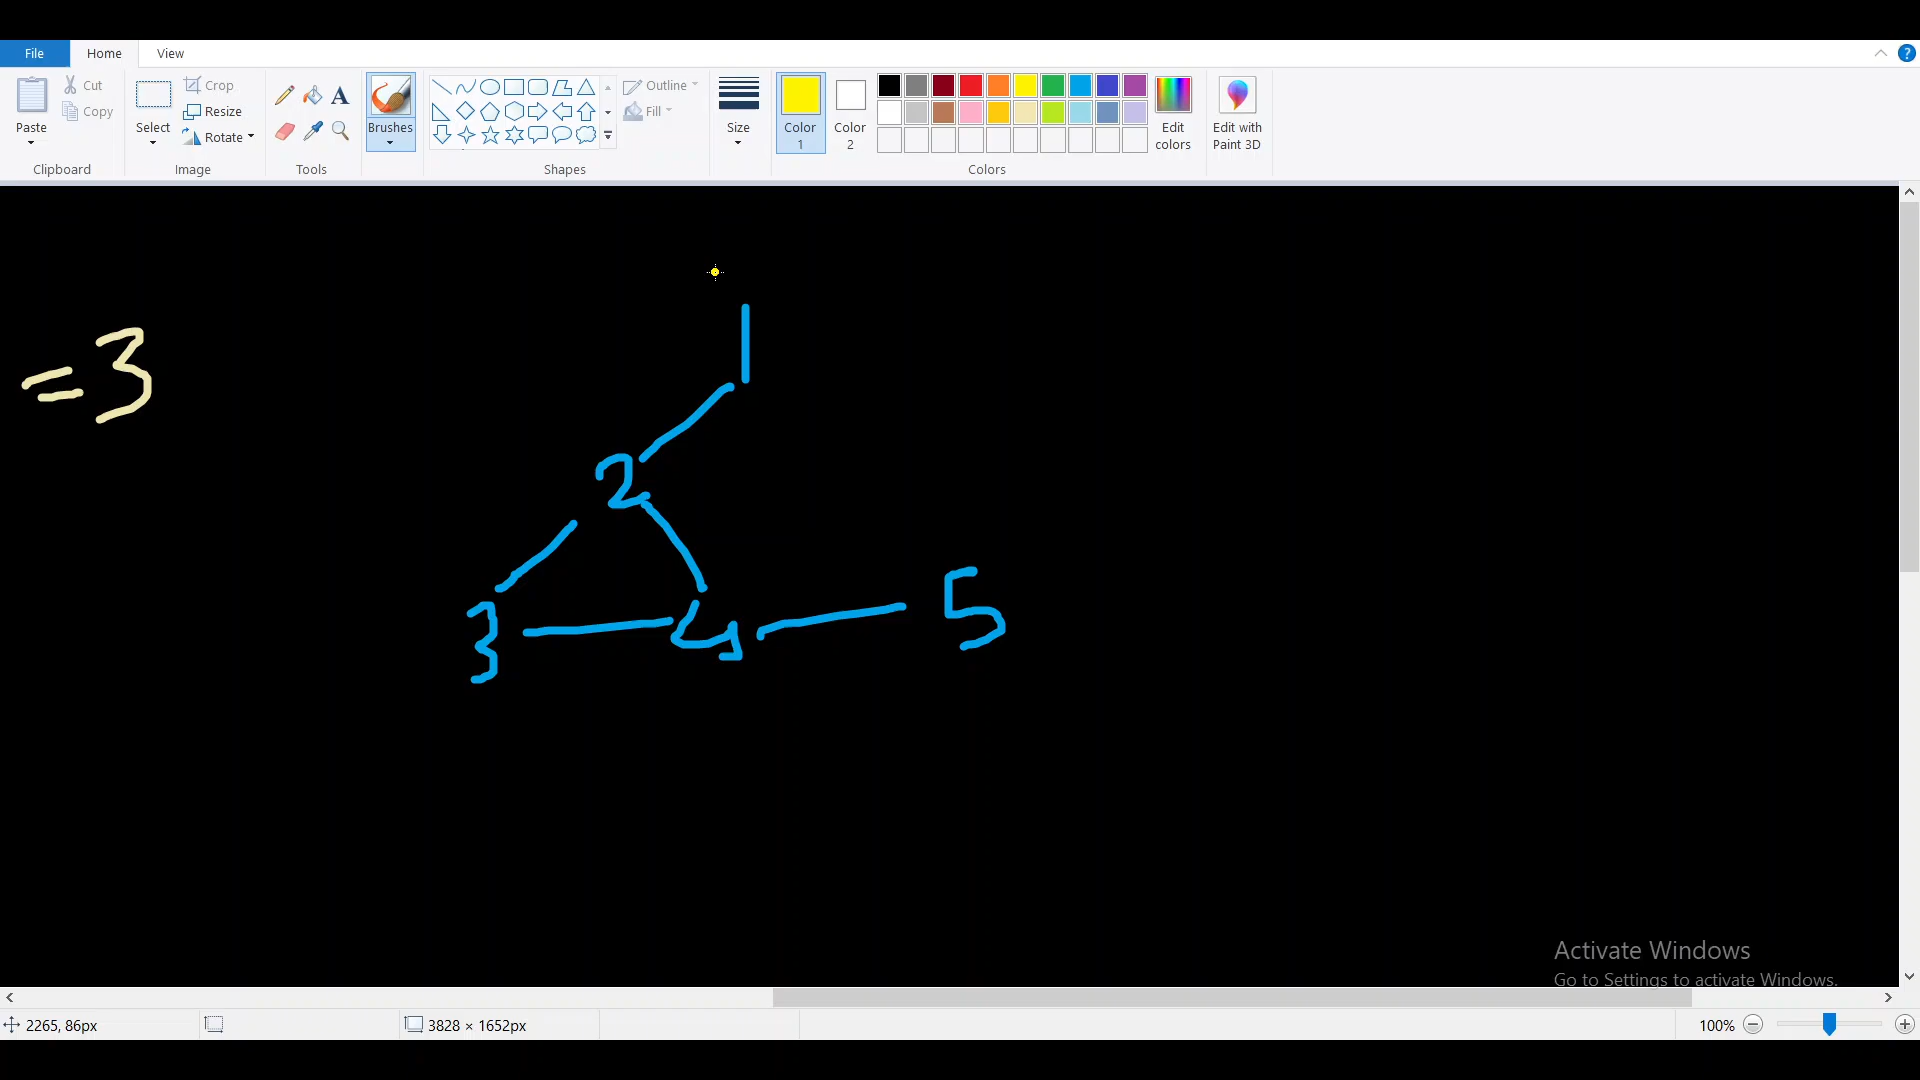 File Home View
Paste
Cut
Copy
Clipboard
Select
Crop
Resize
Rotate
Image
A
Tools
Brushes
Shapes
Outline
Fill
Size
Color 1
Color 2
Edit colors
Colors
Edit with Paint 3D
?
=3
1
2
3 4 5
Activate Windows
Go to Settings to activate Windows.
2265, 86px
3828 × 1652px
100%